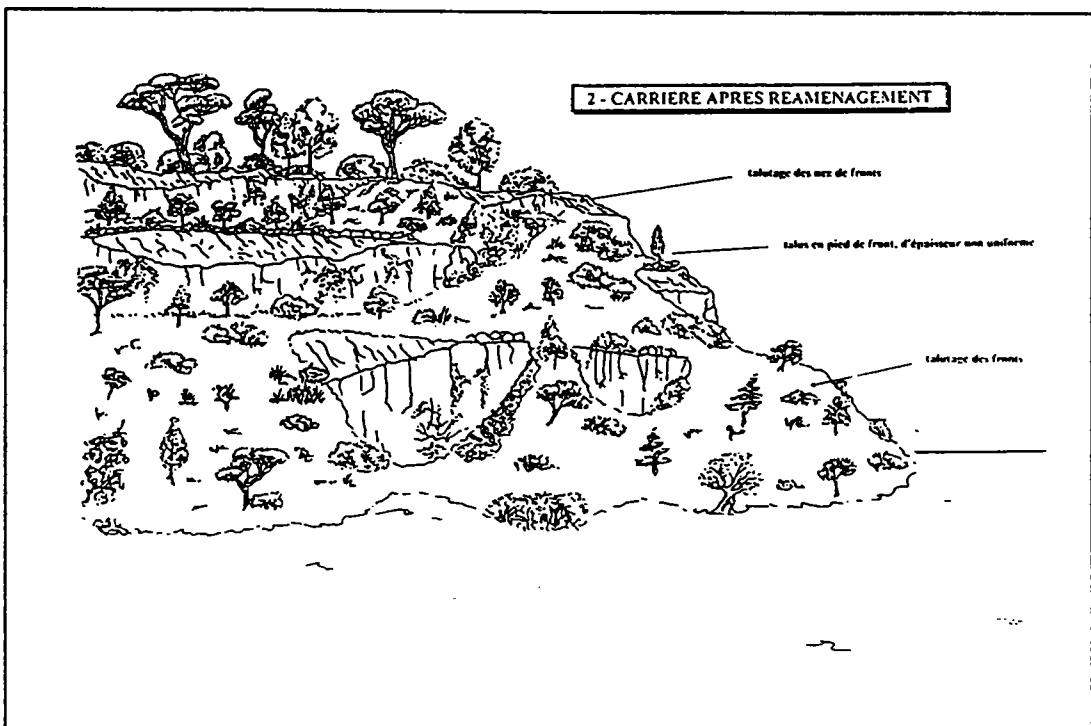 2 - CARRIERE APRES REAMENAGEMENT
talutage des nez de fronts
talus en pied de front, d'épaisseur non uniforme
talutage des fronts